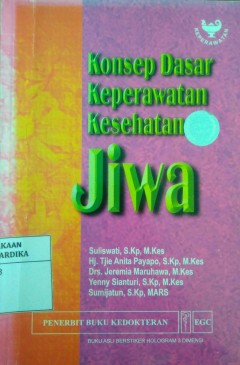 KEPERAWATAN
Konsep Dasar
Keperawatan
Kesehatan
Jiwa
Suliswati, S.Kp, M.Kes
Hj. Tjie Anita Payapo, S.Kp, M.Kes
Drs. Jeremia Maruhawa, M.Kes
Yenny Sianturi, S.Kp, M.Kes
Sumijatun, S.Kp, MARS
KAAN
ARDIKA
PENERBIT BUKU KEDOKTERAN EGC
BUKU ASLI BERSTIKER HOLOGRAM 3 DIMENSI